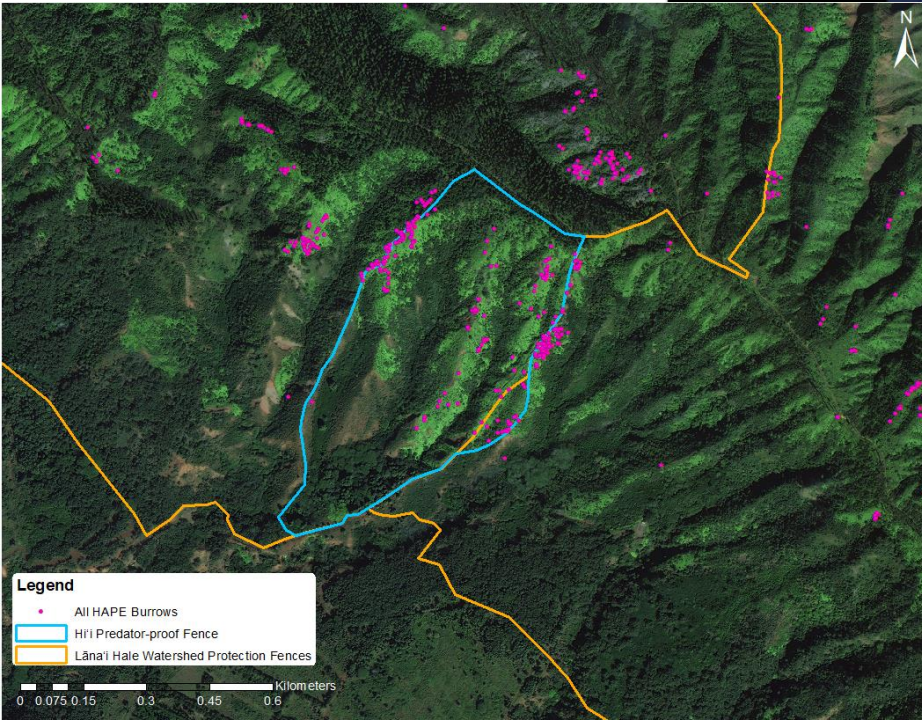 N
Legend
All HAPE Burrows
Hi'i Predator-proof Fence
Lāna'i Hale Watershed Protection Fences
Kilometers
0 0.075 0.15 0.3 0.45 0.6